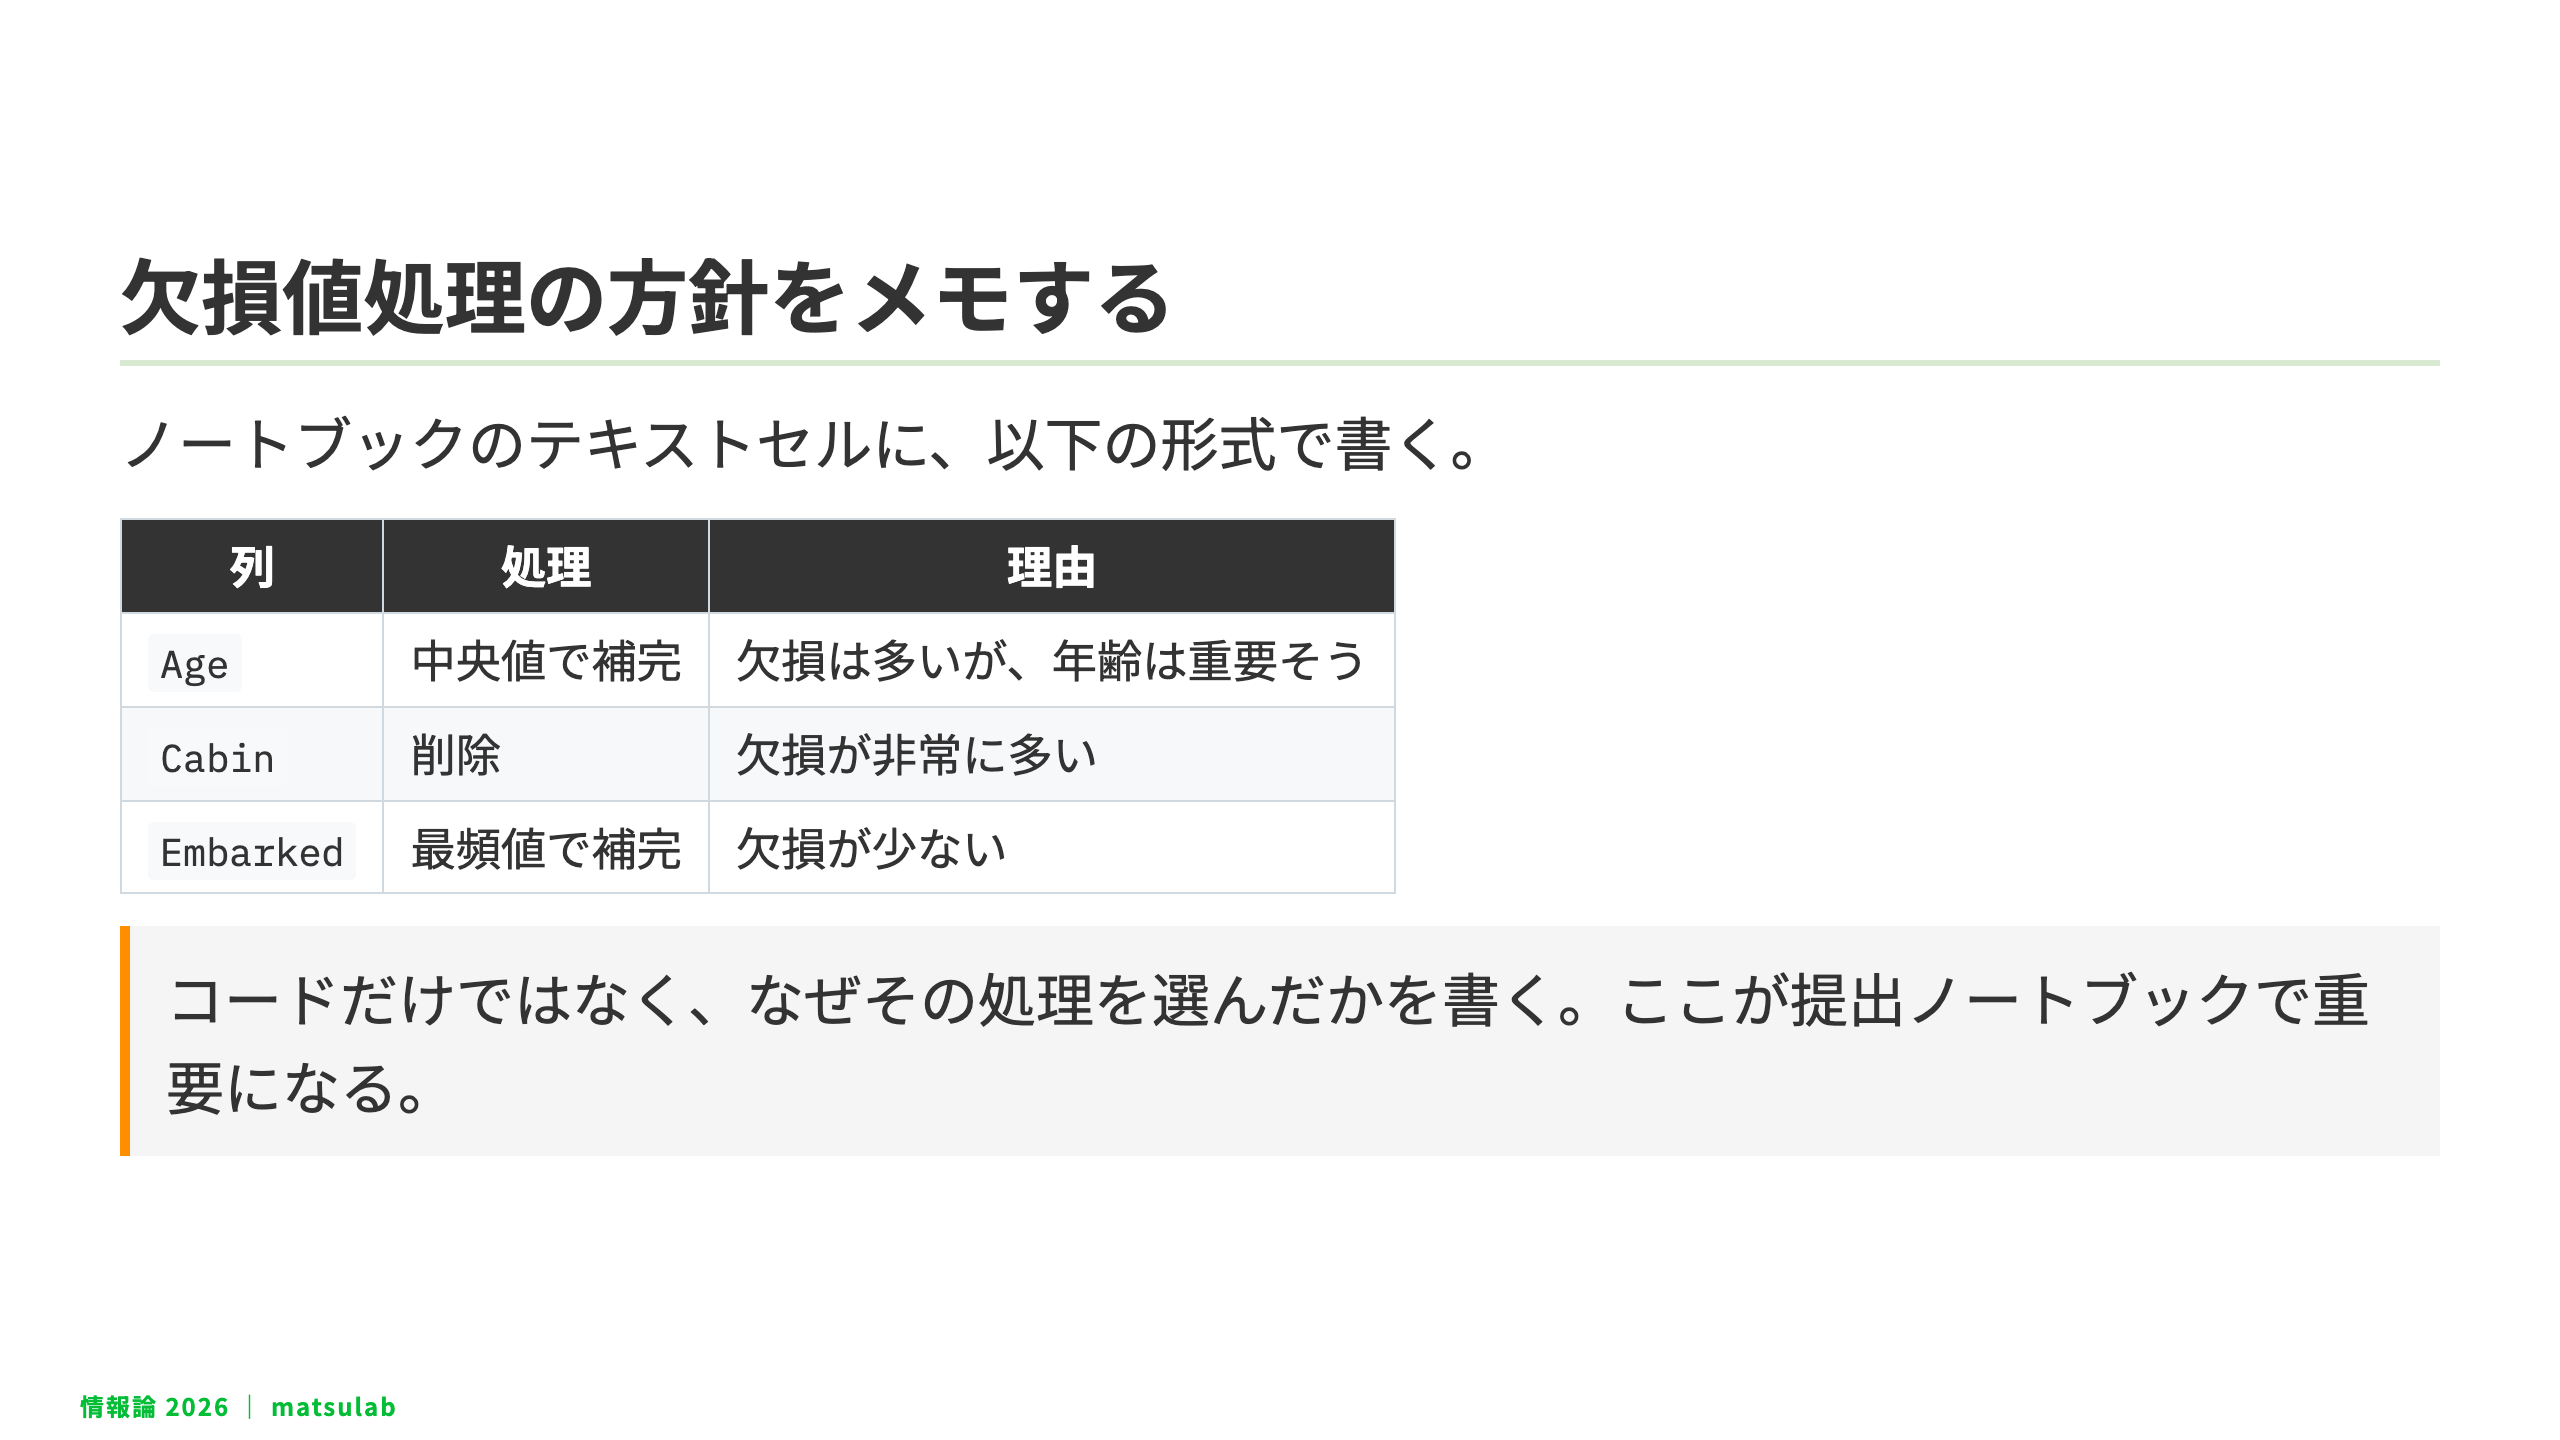 欠損値処理の方針をメモする
ノートブックのテキストセルに、以下の形式で書く。
列 処理 理由
Age 中央値で補完 欠損は多いが、年齢は重要そう
Cabin 削除 欠損が非常に多い
Embarked 最頻値で補完 欠損が少ない
コードだけではなく、なぜその処理を選んだかを書く。ここが提出ノートブックで重
要になる。
情報論 2026 | matsulab